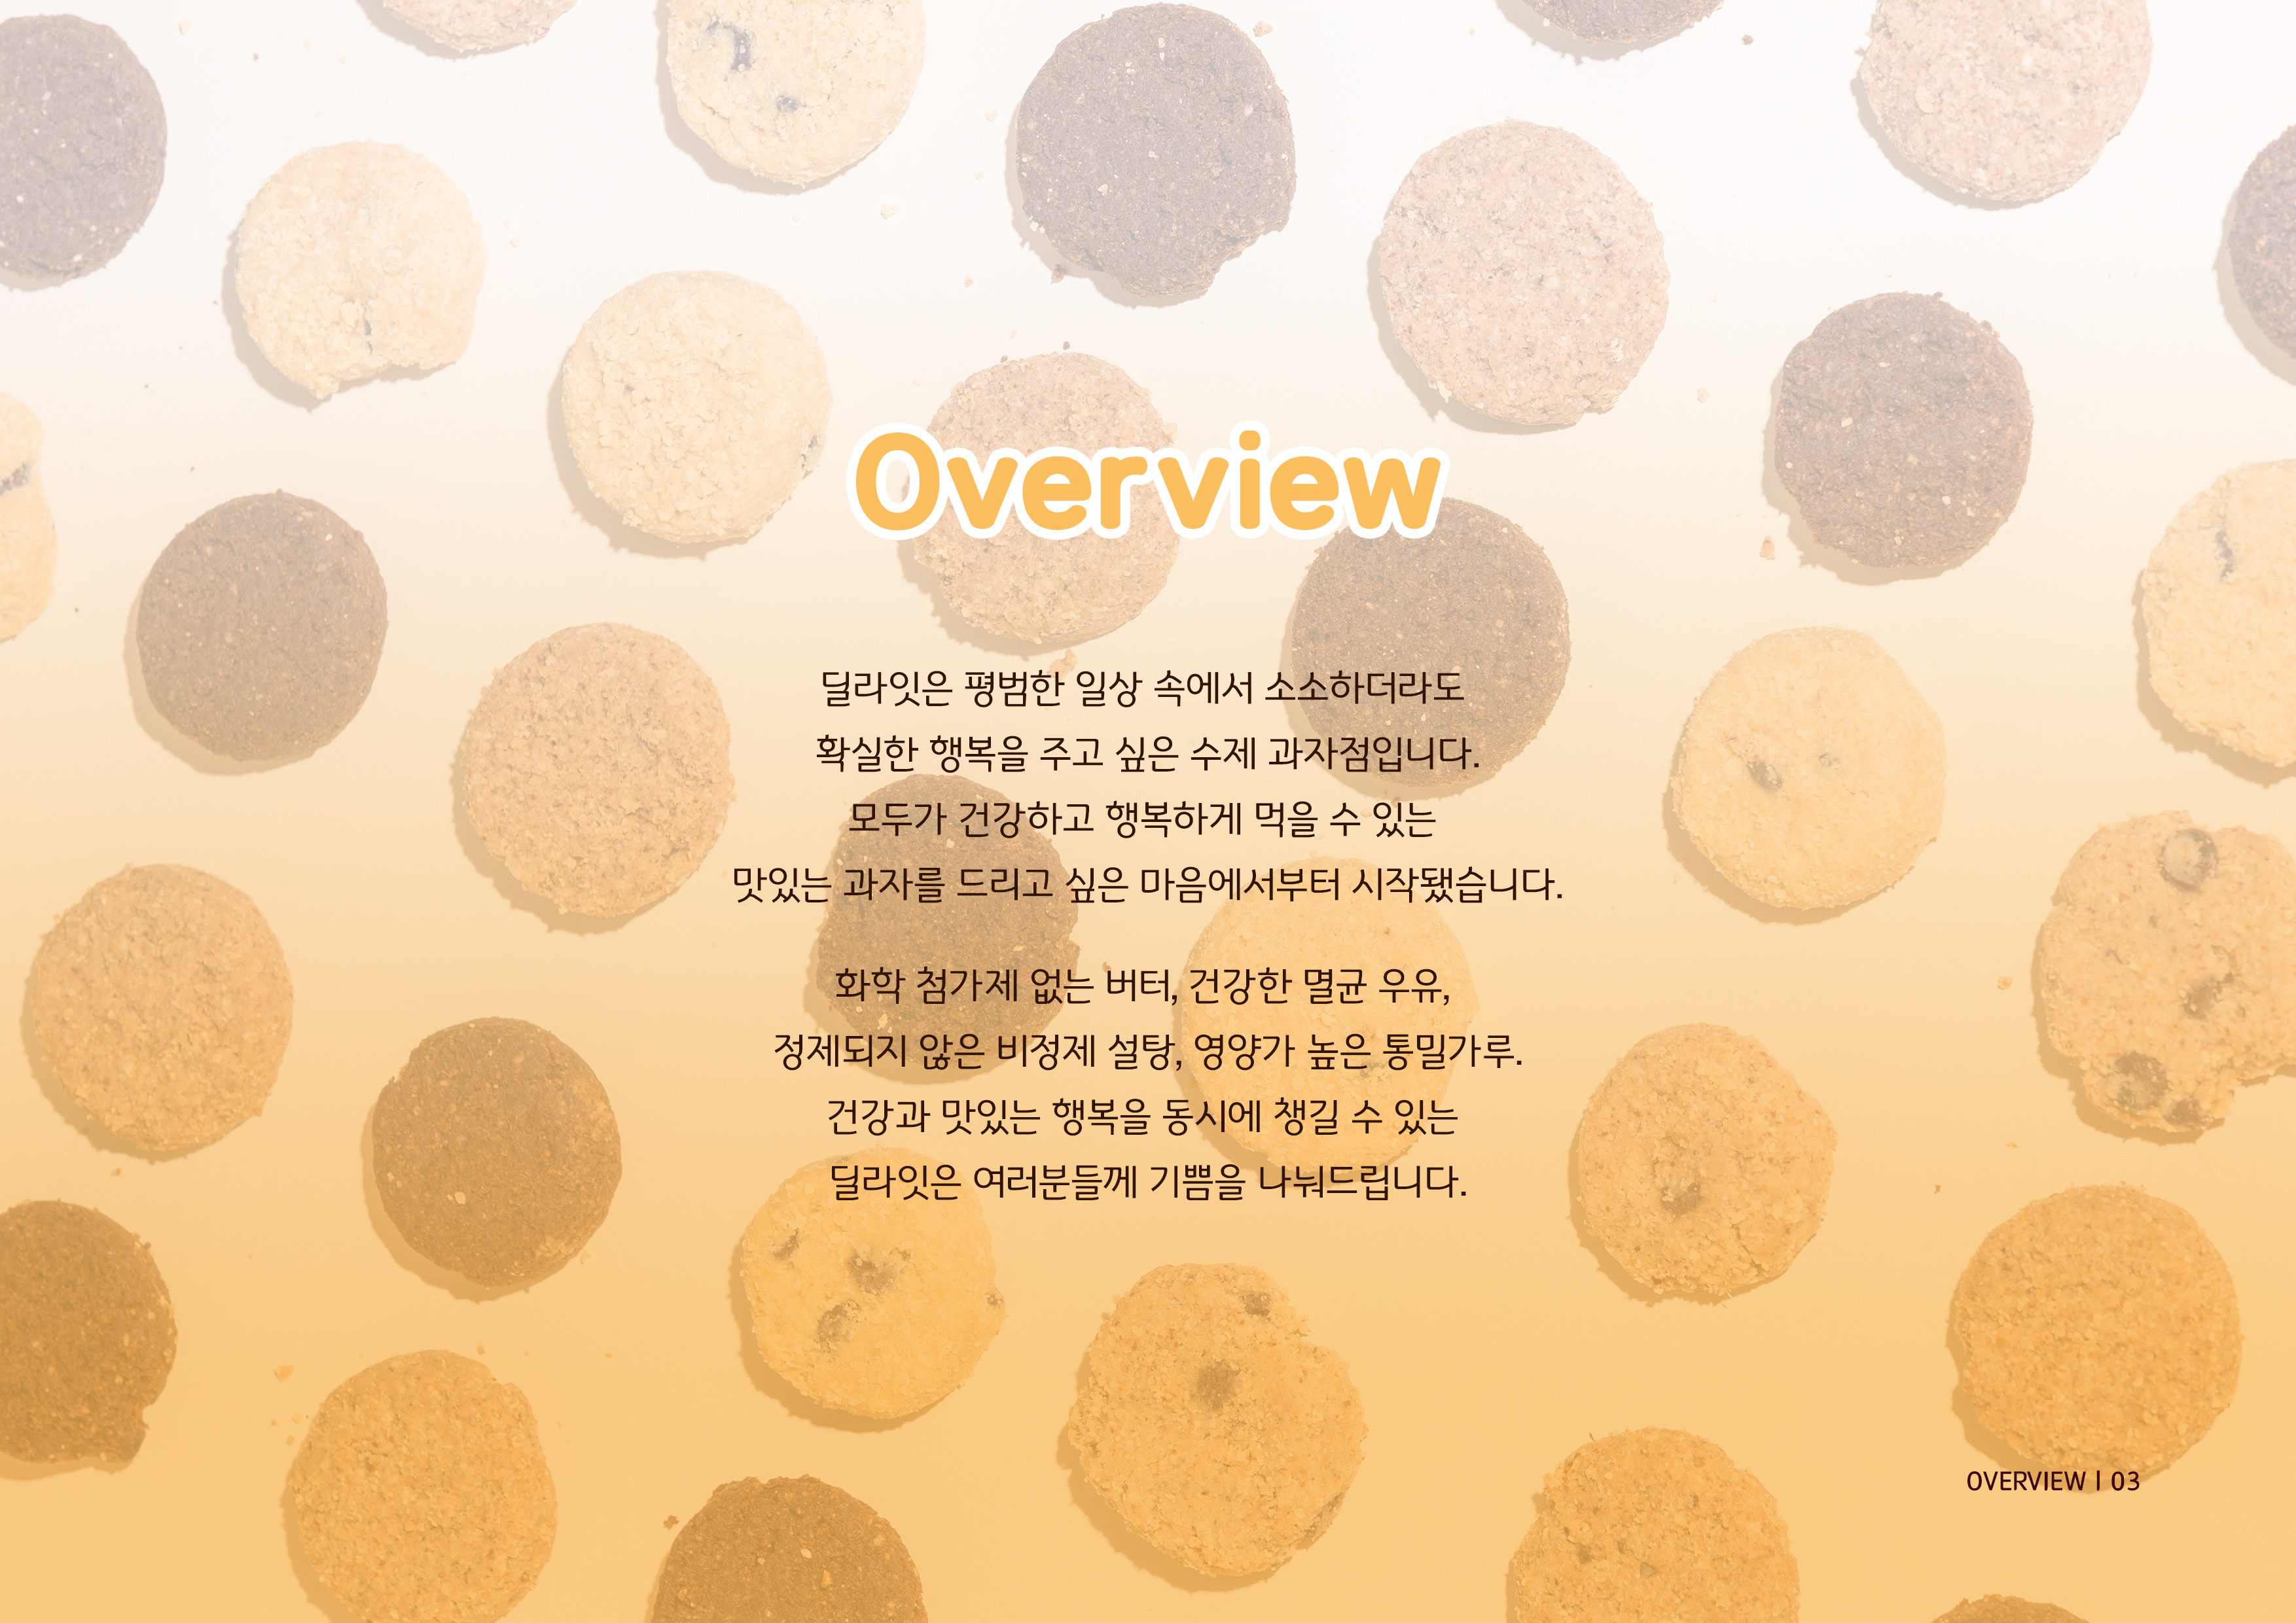 Overview
딜라잇은 평범한 일상 속에서 소소하더라도
확실한 행복을 주고 싶은 수제 과자점입니다.
모두가 건강하고 행복하게 먹을 수 있는
맛있는 과자를 드리고 싶은 마음에서부터 시작됐습니다.
화학 첨가제 없는 버터, 건강한 멸균 우유,
정제되지 않은 비정제 설탕, 영양가 높은 통밀가루.
건강과 맛있는 행복을 동시에 챙길 수 있는
딜라잇은 여러분들께 기쁨을 나눠드립니다.
OVERVIEW | 03